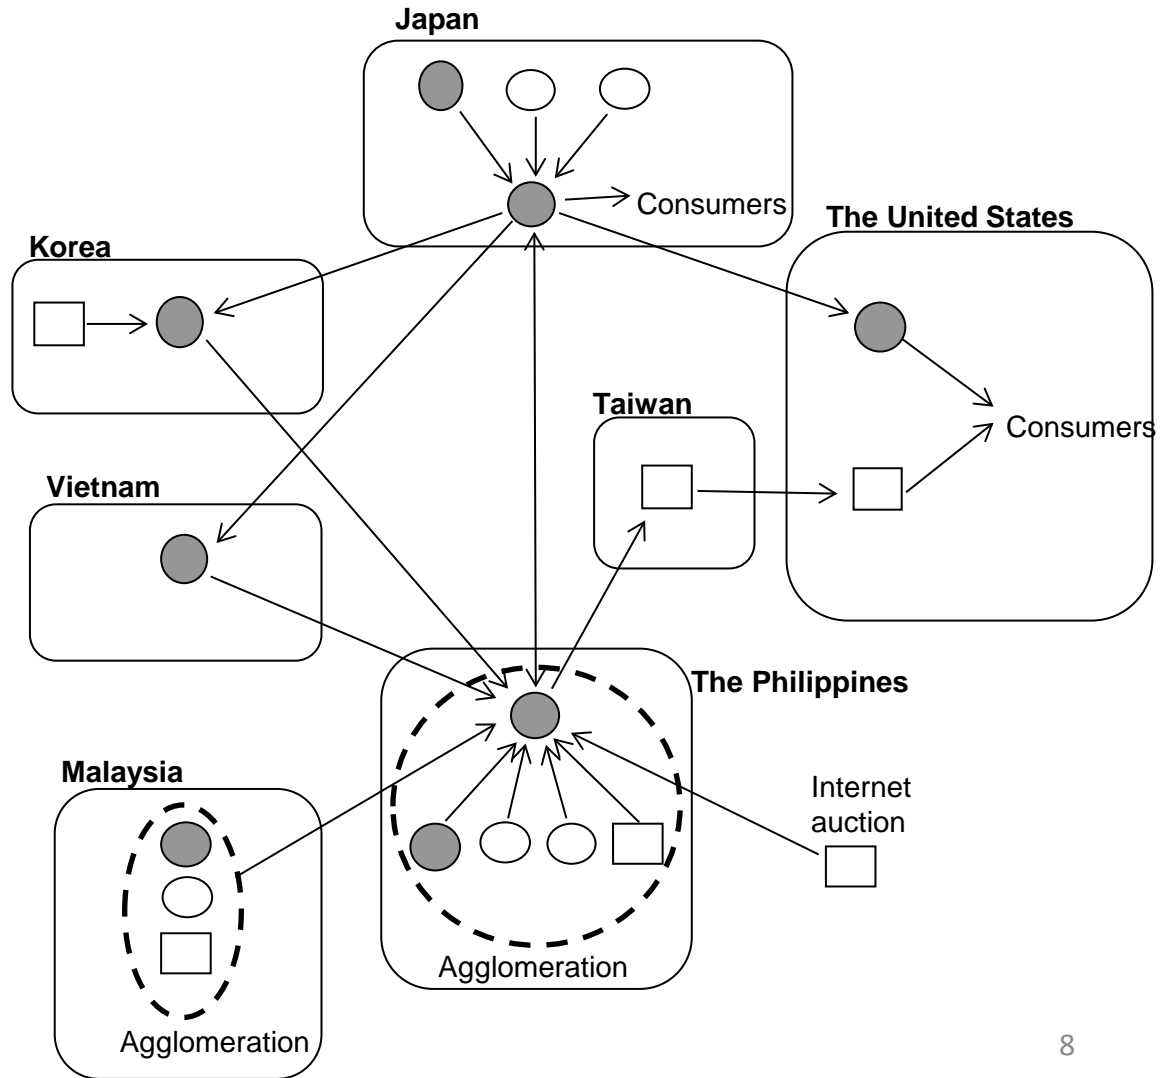 Japan
Consumers
The United States
Korea
Taiwan
Consumers
Vietnam
The Philippines
Malaysia
Internet
auction
Agglomeration
Agglomeration
8